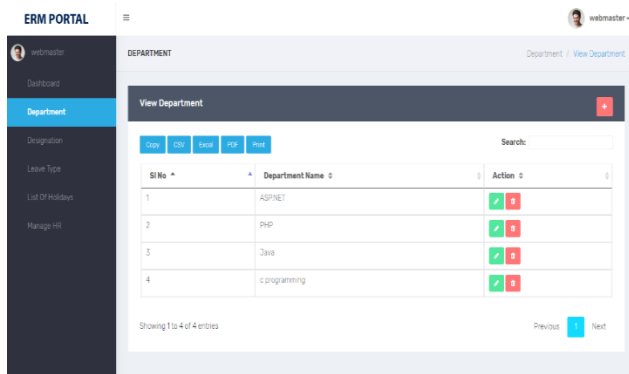 ERM PORTAL
webmaster
webmaster
Dashboard
Department
Designation
Leave Type
List Of Holidays
Manage HR
DEPARTMENT
Department / View Department
View Department
Copy CSV Excel PDF Print
Search:
SI No Department Name Action
1 ASP.NET
2 PHP
3 Java
4 c programming
Showing 1 to 4 of 4 entries
Previous 1 Next